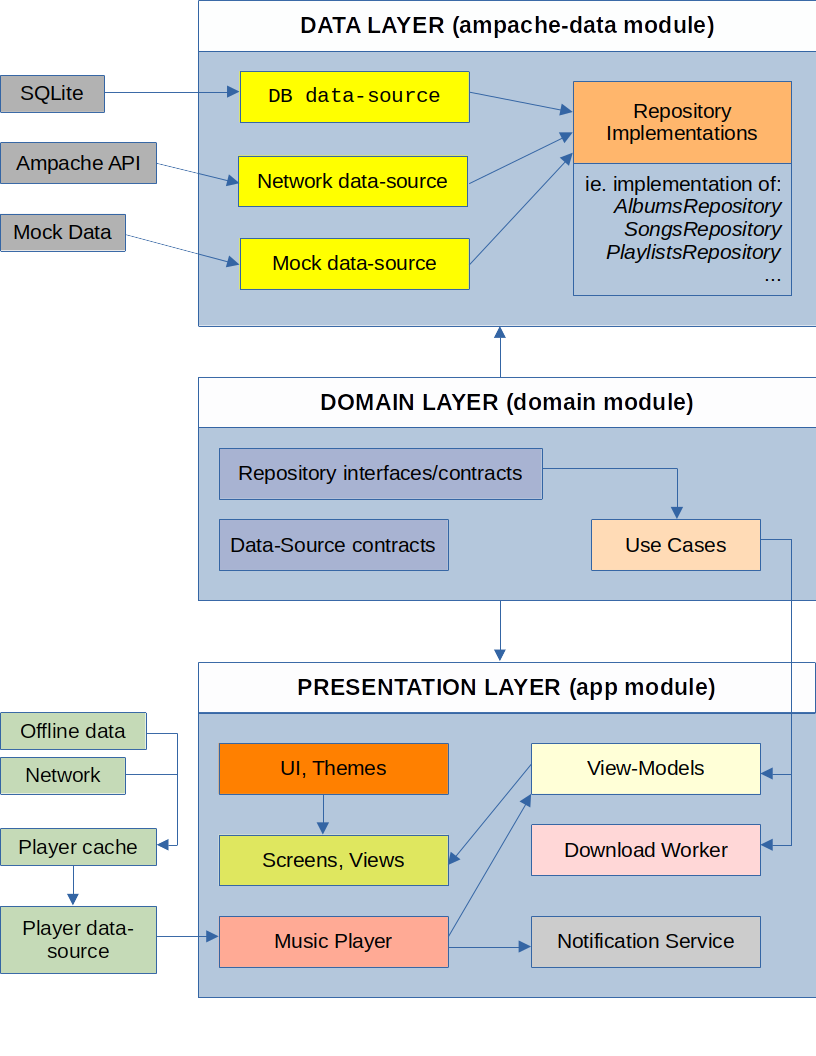 DATA LAYER (ampache-data module)
SQLite
DB data-source
Repository
Implementations
Ampache API
Network data-source
ie. implementation of:
AlbumsRepository
SongsRepository
PlaylistsRepository
...
Mock Data
Mock data-source
DOMAIN LAYER (domain module)
Repository interfaces/contracts
Data-Source contracts
Use Cases
PRESENTATION LAYER (app module)
Offline data
Network
Player cache
Player data-
source
UI, Themes
View-Models
Screens, Views
Download Worker
Music Player
Notification Service